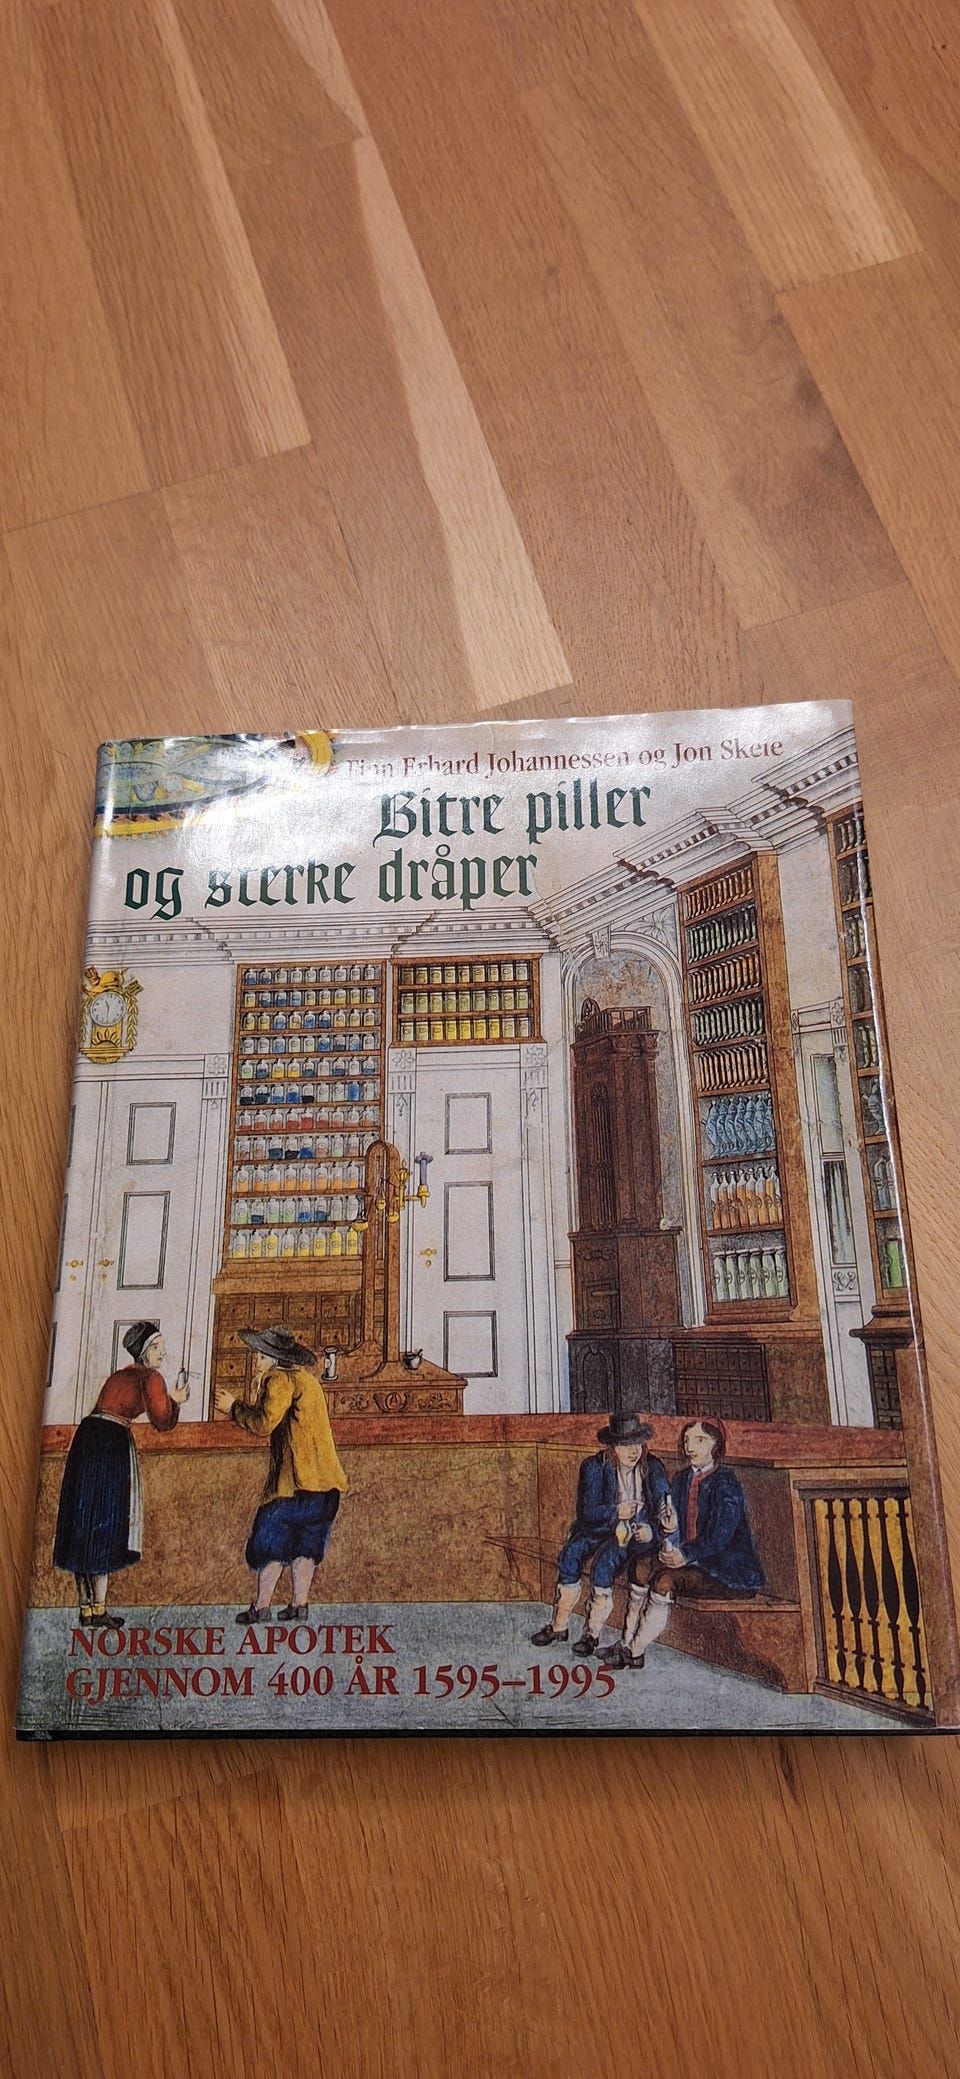 Finn Erhard Johannessen og Jon Skeie
Bitre piller
og sterke dråper
NORSKE APOTEK
GJENNOM 400 ÅR 1595–1995